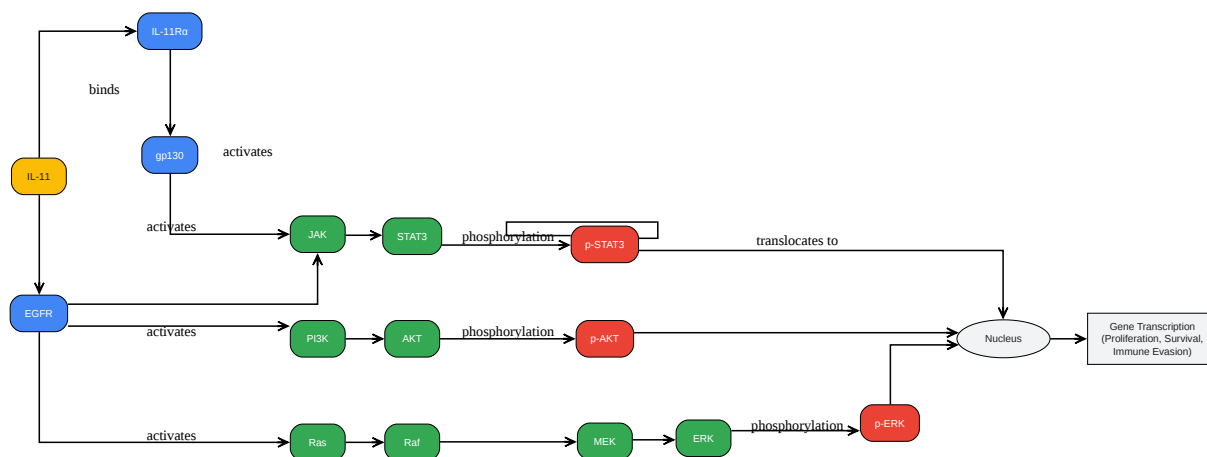 IL-11Rα
binds
gp130
activates
IL-11
activates
JAK
STAT3
phosphorylation
p-STAT3
translocates to
EGFR
activates
PI3K
AKT
phosphorylation
p-AKT
Nucleus
Gene Transcription
(Proliferation, Survival,
Immune Evasion)
activates
Ras
Raf
MEK
ERK
phosphorylation
p-ERK